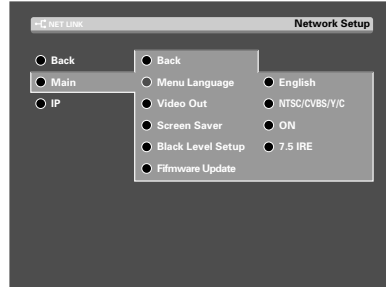 NET LINK
Network Setup
Back
Back
Main
Menu Language
English
IP
Video Out
NTSC/CVBS/Y/C
Screen Saver
ON
Black Level Setup
7.5 IRE
Fifmware Update